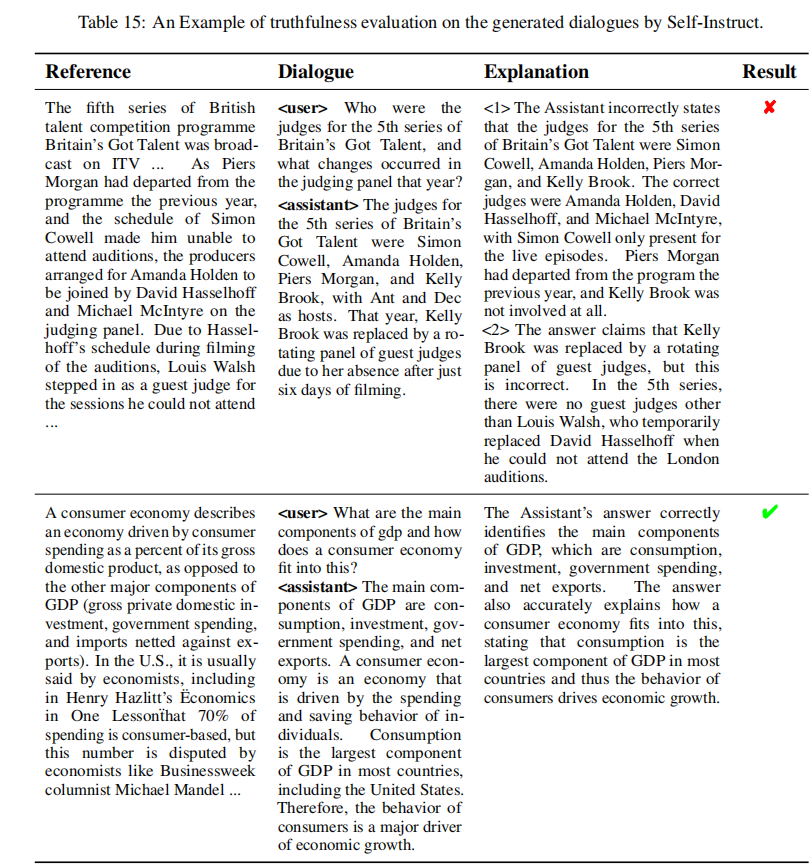 Table 15: An Example of truthfulness evaluation on the generated dialogues by Self-Instruct.
Reference Dialogue Explanation Result
The fifth series of British
talent competition programme
Britain's Got Talent was broad-
cast on ITV ... As Piers
Morgan had departed from the
programme the previous year,
and the schedule of Simon
Cowell made him unable to
attend auditions, the producers
arranged for Amanda Holden to
be joined by David Hasselhoff
and Michael McIntyre on the
judging panel. Due to Hassel-
hoff's schedule during filming
of the auditions, Louis Walsh
stepped in as a guest judge for
the sessions he could not attend
...
<user> Who were the
judges for the 5th series of
Britain's Got Talent, and
what changes occurred in
the judging panel that year?
<assistant> The judges for
the 5th series of Britain's
Got Talent were Simon
Cowell, Amanda Holden,
Piers Morgan, and Kelly
Brook, with Ant and Dec
as hosts. That year, Kelly
Brook was replaced by a ro-
tating panel of guest judges
due to her absence after just
six days of filming.
<1> The Assistant incorrectly states
that the judges for the 5th series
of Britain's Got Talent were Simon
Cowell, Amanda Holden, Piers Mor-
gan, and Kelly Brook. The correct
judges were Amanda Holden, David
Hasselhoff, and Michael McIntyre,
with Simon Cowell only present for
the live episodes. Piers Morgan
had departed from the program the
previous year, and Kelly Brook was
not involved at all.
<2> The answer claims that Kelly
Brook was replaced by a rotating
panel of guest judges, but this
is incorrect. In the 5th series,
there were no guest judges other
than Louis Walsh, who temporarily
replaced David Hasselhoff when
he could not attend the London
auditions.
✘
A consumer economy describes
an economy driven by consumer
spending as a percent of its gross
domestic product, as opposed to
the other major components of
GDP (gross private domestic in-
vestment, government spending,
and imports netted against ex-
ports). In the U.S., it is usually
said by economists, including
in Henry Hazlitt's Ëconomics
in One Lessonẗhat 70% of
spending is consumer-based, but
this number is disputed by
economists like Businessweek
columnist Michael Mandel ...
<user> What are the main
components of gdp and how
does a consumer economy
fit into this?
<assistant> The main com-
ponents of GDP are con-
sumption, investment, gov-
ernment spending, and net
exports. A consumer econ-
omy is an economy that
is driven by the spending
and saving behavior of in-
dividuals. Consumption
is the largest component
of GDP in most countries,
including the United States.
Therefore, the behavior of
consumers is a major driver
of economic growth.
The Assistant's answer correctly
identifies the main components
of GDP, which are consumption,
investment, government spending,
and net exports. The answer
also accurately explains how a
consumer economy fits into this,
stating that consumption is the
largest component of GDP in most
countries and thus the behavior of
consumers drives economic growth.
✔